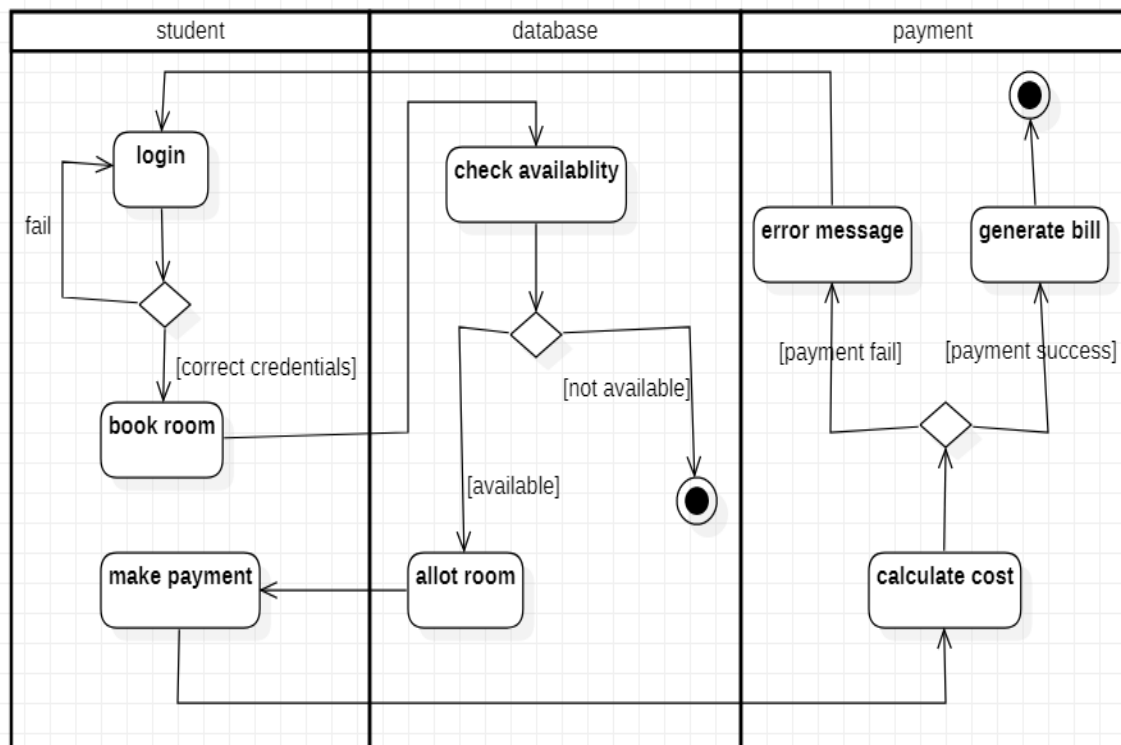 student
database
payment
login
check availablity
fail
error message
generate bill
[payment fail]
[payment success]
[correct credentials]
[not available]
book room
[available]
make payment
allot room
calculate cost